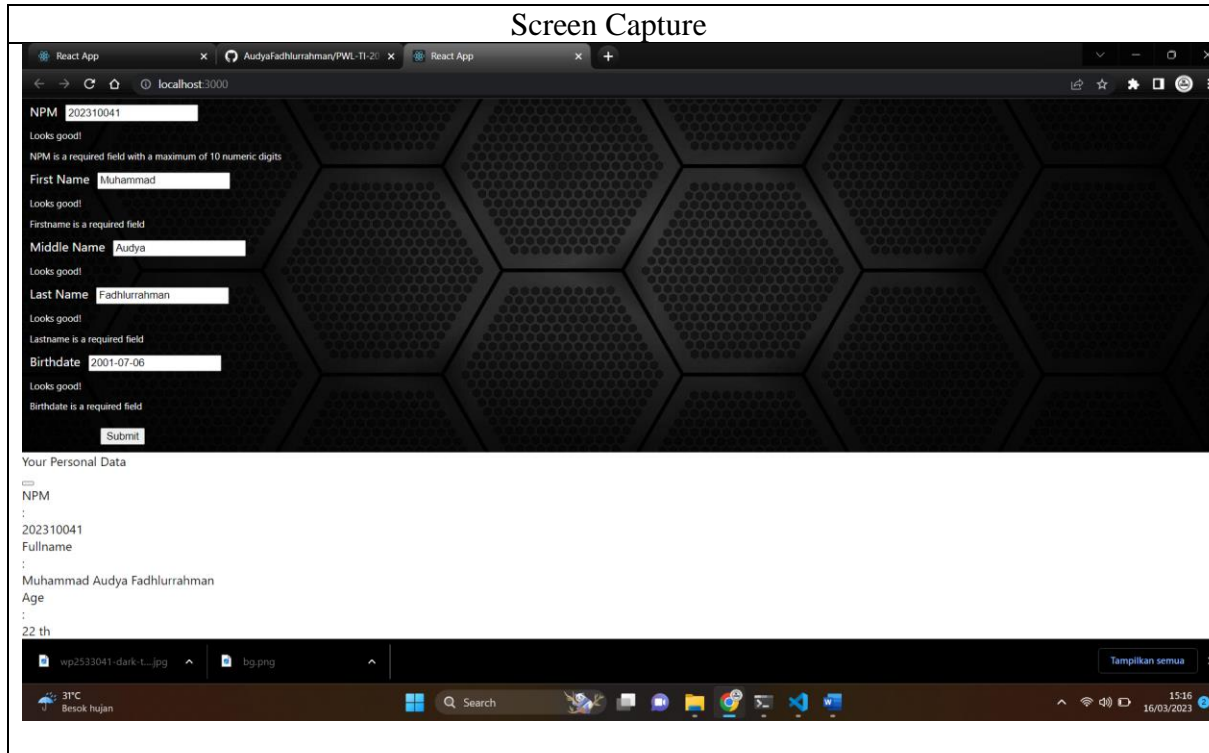 Screen Capture
React App
AudyaFadhlurrahman/PWL-TI-20
React App
localhost:3000
NPM 202310041
Looks good!
NPM is a required field with a maximum of 10 numeric digits
First Name Muhammad
Looks good!
Firstname is a required field
Middle Name Audya
Looks good!
Last Name Fadhlurrahman
Looks good!
Lastname is a required field
Birthdate 2001-07-06
Looks good!
Birthdate is a required field
Submit
Your Personal Data
NPM
:
202310041
Fullname
:
Muhammad Audya Fadhlurrahman
Age
:
22 th
wp2533041-dark-t....jpg bg.png Tampilkan semua
31°C Search 15:16
Besok hujan 16/03/2023 2